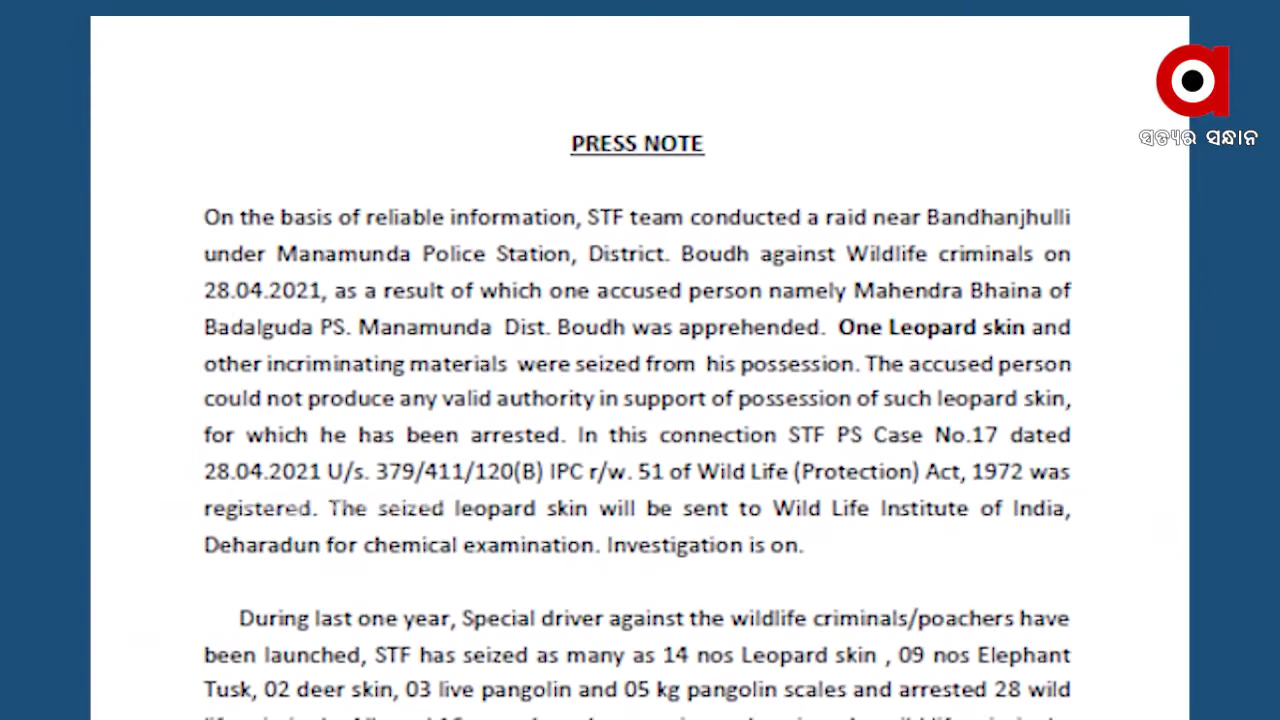 PRESS NOTE
ସତ୍ୟର ସନ୍ଧାନ
On the basis of reliable information, STF team conducted a raid near Bandhanjhulli
under Manamunda Police Station, District. Boudh against Wildlife criminals on
28.04.2021, as a result of which one accused person namely Mahendra Bhaina of
Badalguda PS. Manamunda Dist. Boudh was apprehended. One Leopard skin and
other incriminating materials were seized from his possession. The accused person
could not produce any valid authority in support of possession of such leopard skin,
for which he has been arrested. In this connection STF PS Case No.17 dated
28.04.2021 U/s. 379/411/120(B) IPC r/w. 51 of Wild Life (Protection) Act, 1972 was
registered. The seized leopard skin will be sent to Wild Life Institute of India,
Deharadun for chemical examination. Investigation is on.
During last one year, Special driver against the wildlife criminals/poachers have
been launched, STF has seized as many as 14 nos Leopard skin , 09 nos Elephant
Tusk, 02 deer skin, 03 live pangolin and 05 kg pangolin scales and arrested 28 wild